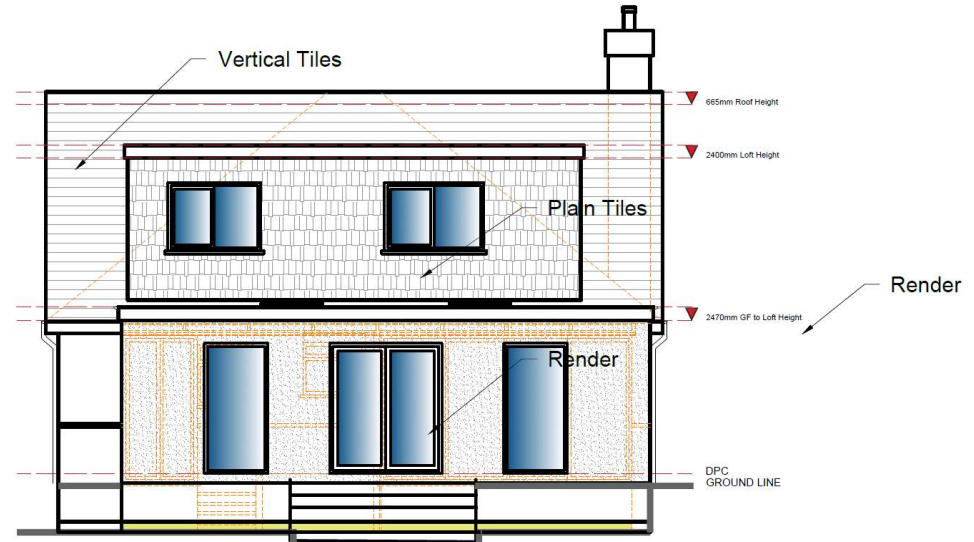 Vertical Tiles
665mm Roof Height
2400mm Loft Height
Plain Tiles
Render
2470mm GF to Loft Height
Render
DPC
GROUND LINE